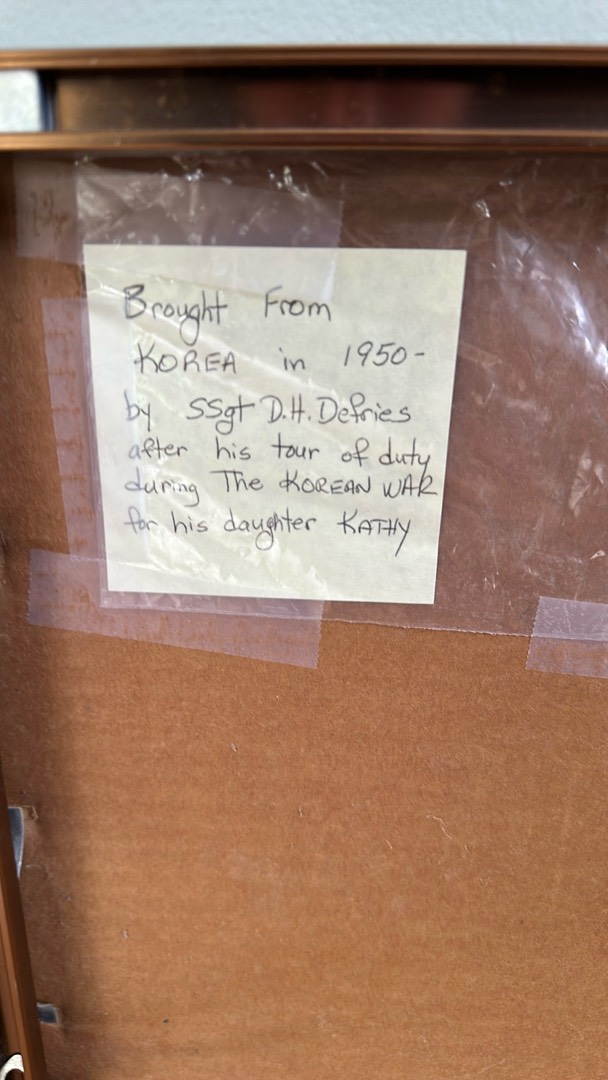 Brought From
KOREA in 1950-
by SSgt D.H. Defries
after his tour of duty
during The KOREAN WAR
for his daughter KATHY